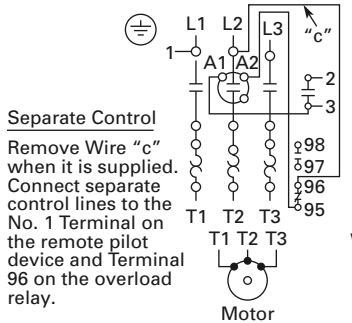 L1 L2 L3
"c"
1
A1 A2
2
3
Separate Control
Remove Wire “c”
when it is supplied.
Connect separate
control lines to the
No. 1 Terminal on
the remote pilot
device and Terminal
96 on the overload
relay.
98
97
96
95
T1 T2 T3
T1 T2 T3
Motor